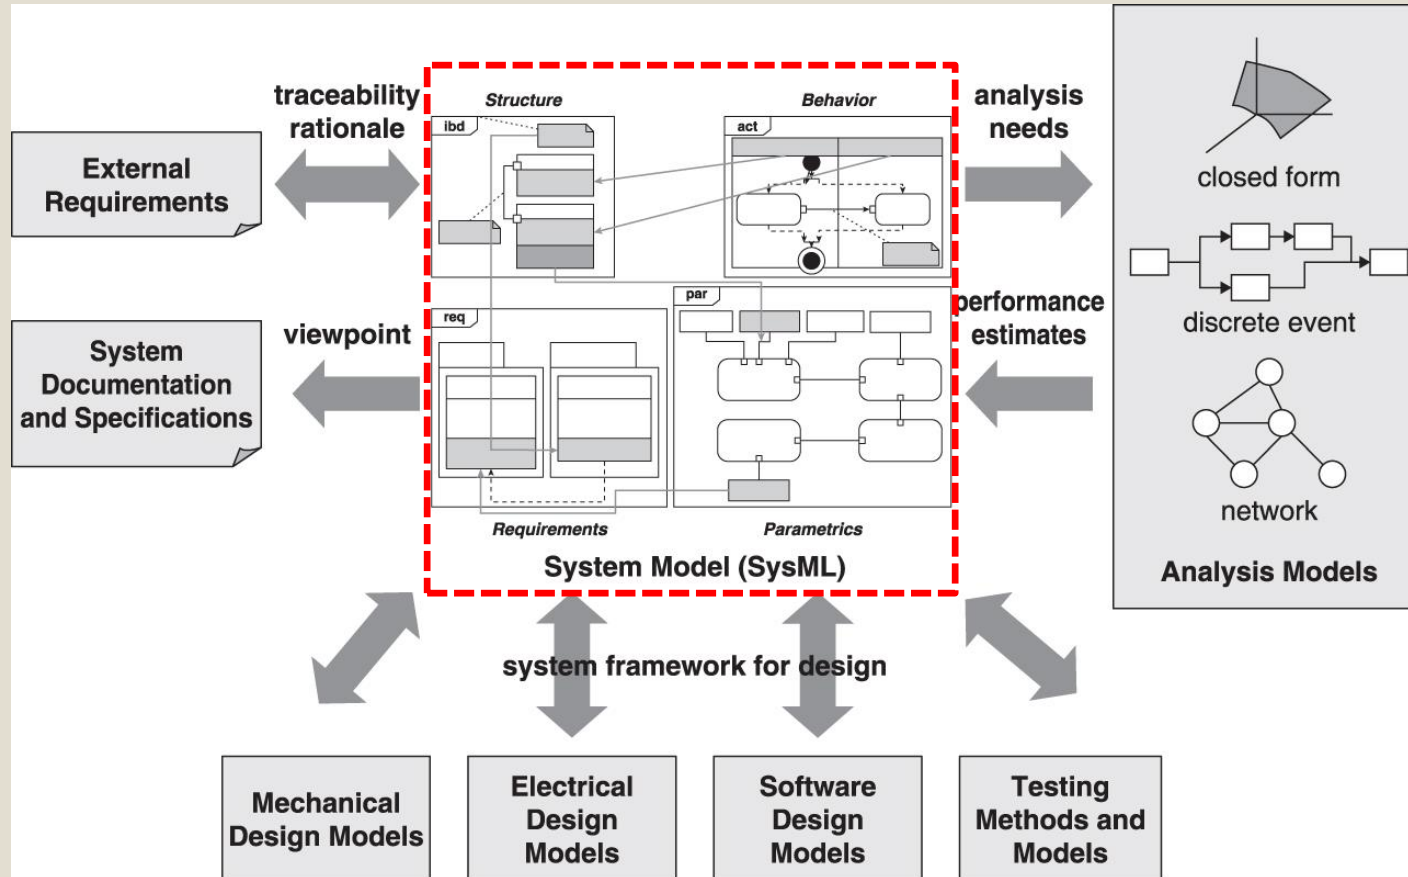 traceability
rationale
Structure
Behavior
analysis
needs
ibd
act
External
Requirements
closed form
par
performance
estimates
req
viewpoint
discrete event
System
Documentation
and Specifications
network
Requirements
Parametrics
System Model (SysML)
Analysis Models
system framework for design
Mechanical
Design Models
Electrical
Design
Models
Software
Design
Models
Testing
Methods and
Models